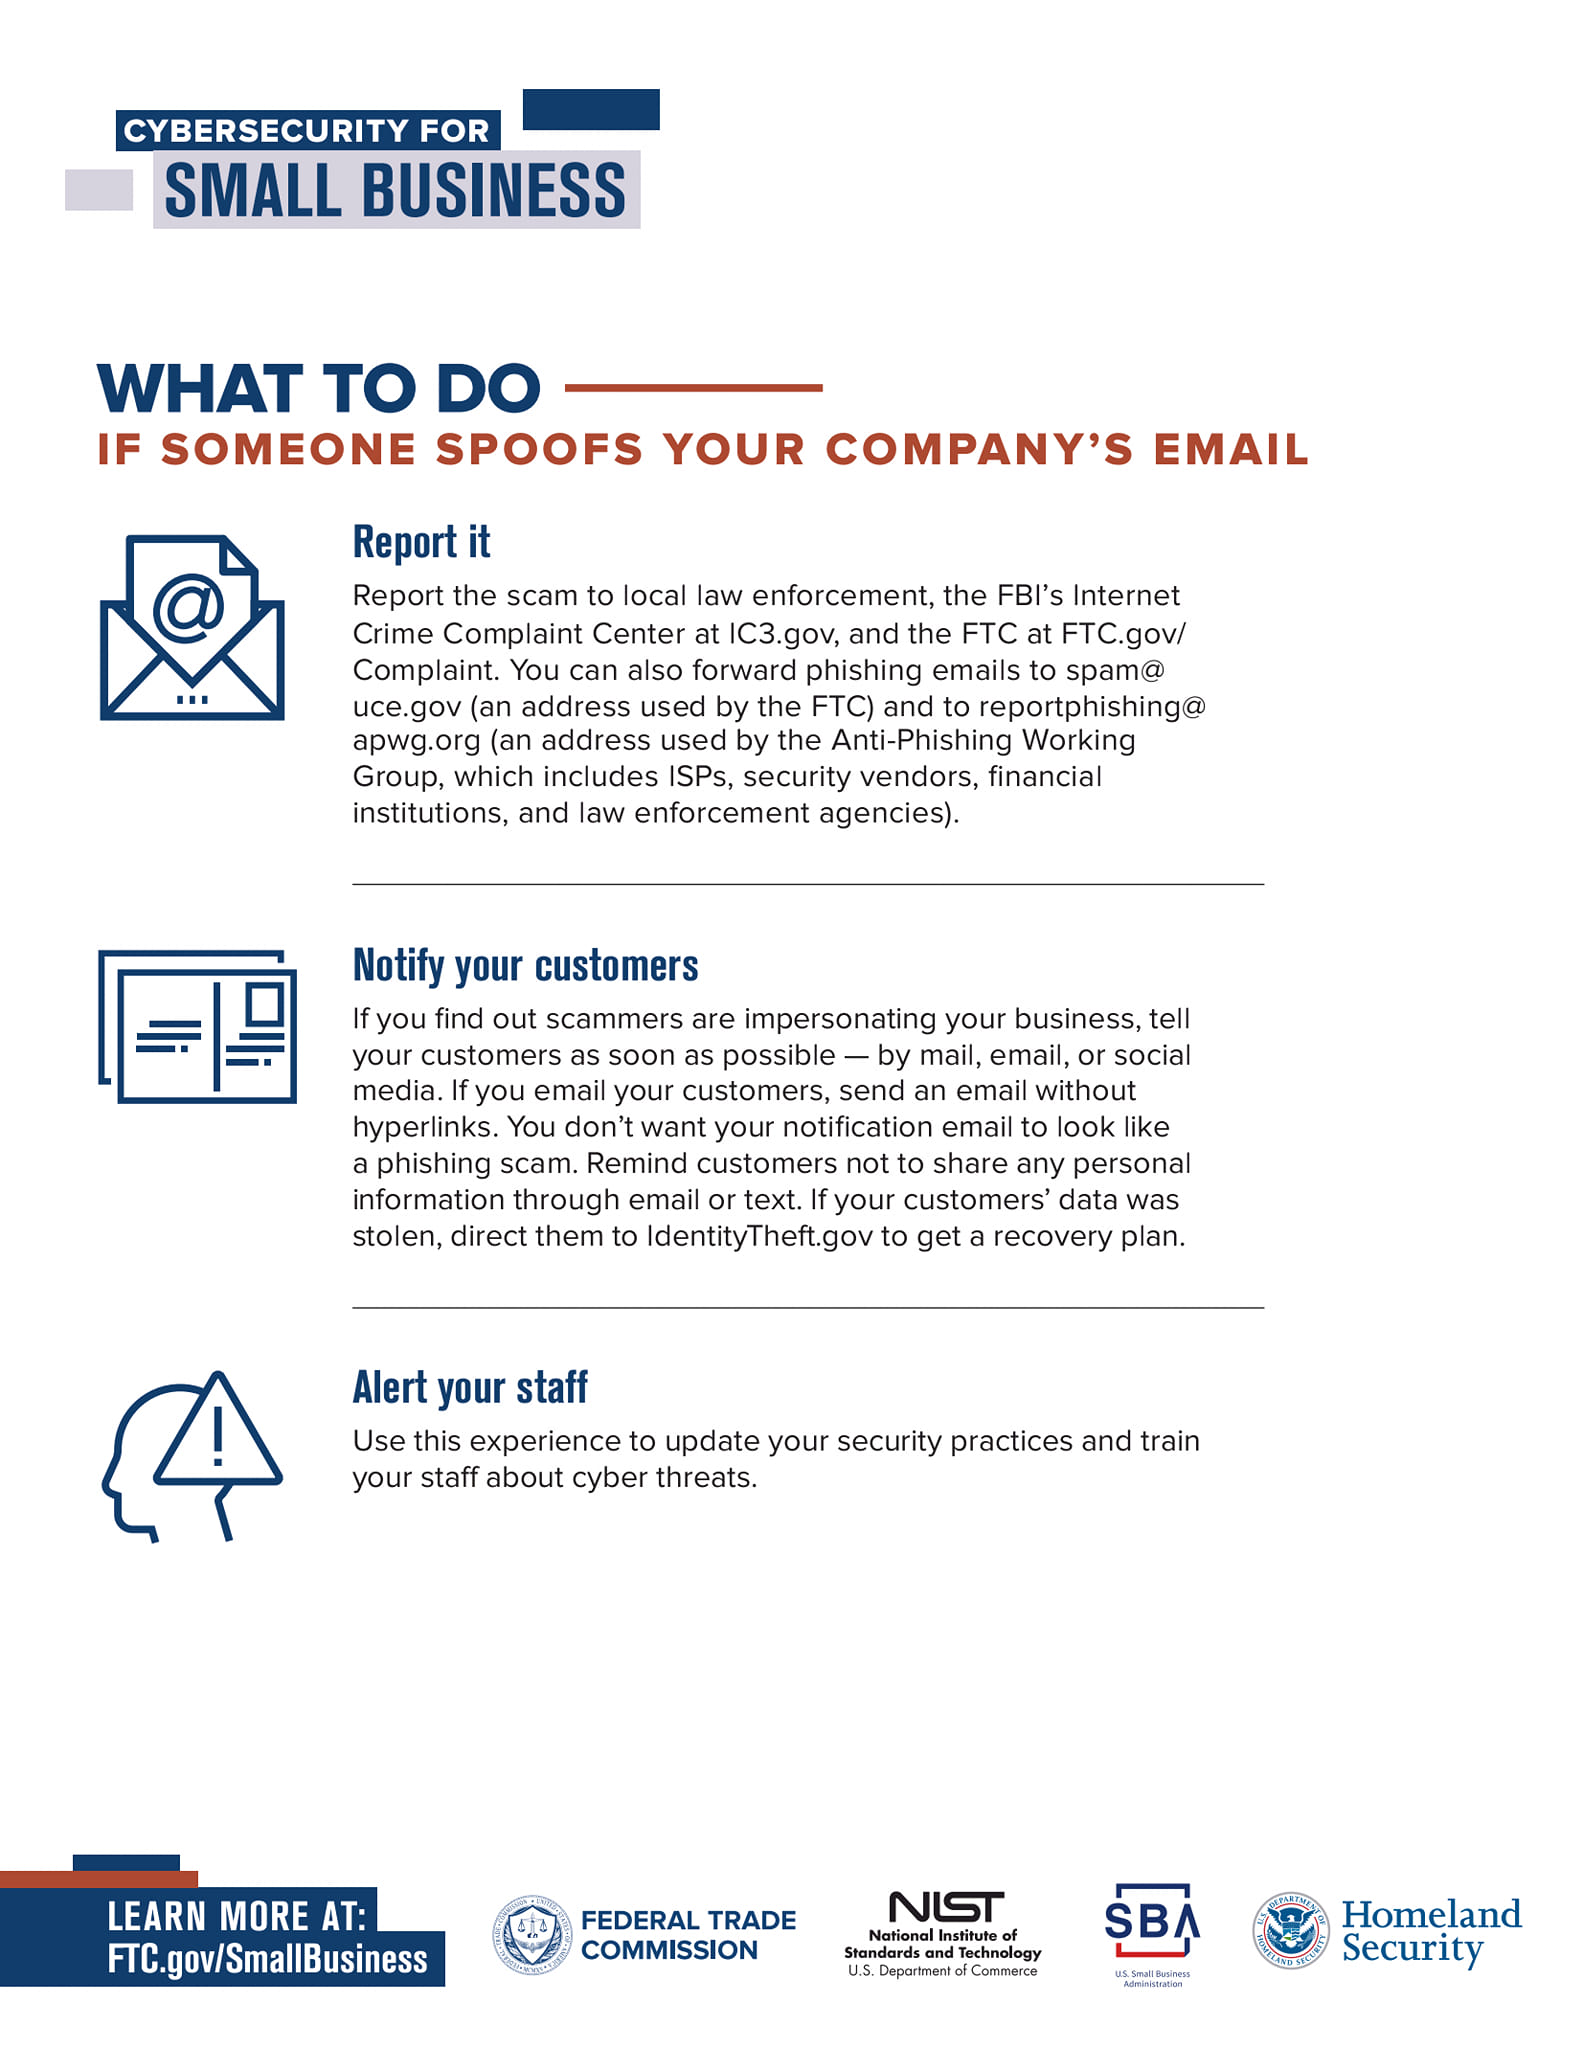 CYBERSECURITY FOR
SMALL BUSINESS
WHAT TO DO
IF SOMEONE SPOOFS YOUR COMPANY’S EMAIL
@
Report it
Report the scam to local law enforcement, the FBI’s Internet
Crime Complaint Center at IC3.gov, and the FTC at FTC.gov/
Complaint. You can also forward phishing emails to spam@
uce.gov (an address used by the FTC) and to reportphishing@
apwg.org (an address used by the Anti-Phishing Working
Group, which includes ISPs, security vendors, financial
institutions, and law enforcement agencies).
Notify your customers
If you find out scammers are impersonating your business, tell
your customers as soon as possible — by mail, email, or social
media. If you email your customers, send an email without
hyperlinks. You don’t want your notification email to look like
a phishing scam. Remind customers not to share any personal
information through email or text. If your customers’ data was
stolen, direct them to IdentityTheft.gov to get a recovery plan.
!
Alert your staff
Use this experience to update your security practices and train
your staff about cyber threats.
LEARN MORE AT:
FTC.gov/SmallBusiness
FEDERAL TRADE
COMMISSION
NIST
National Institute of
Standards and Technology
U.S. Department of Commerce
SBA
U.S. Small Business
Administration
U.S. DEPARTMENT OF
HOMELAND SECURITY
Homeland
Security